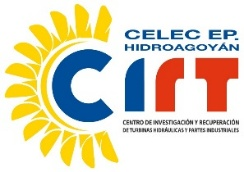 CELEC EP.
HIDROAGOYÁN
CIRT
CENTRO DE INVESTIGACIÓN Y RECUPERACIÓN
DE TURBINAS HIDRÁULICAS Y PARTES INDUSTRIALES